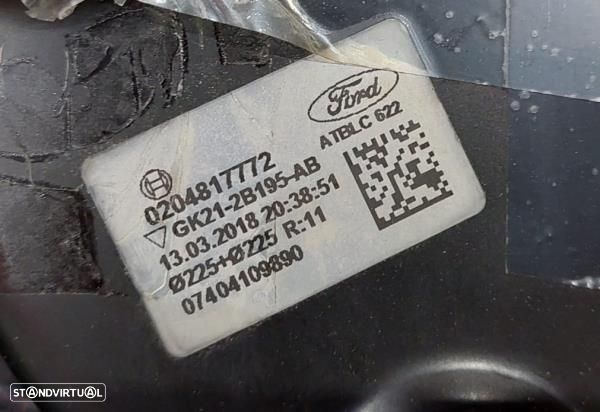 Ford
ATBLC 622
0204817772
GK21-2B195-AB
13.03.2018 20:38:51
Ø225+Ø225 R:11
07404109890
STANDVIRTUAL